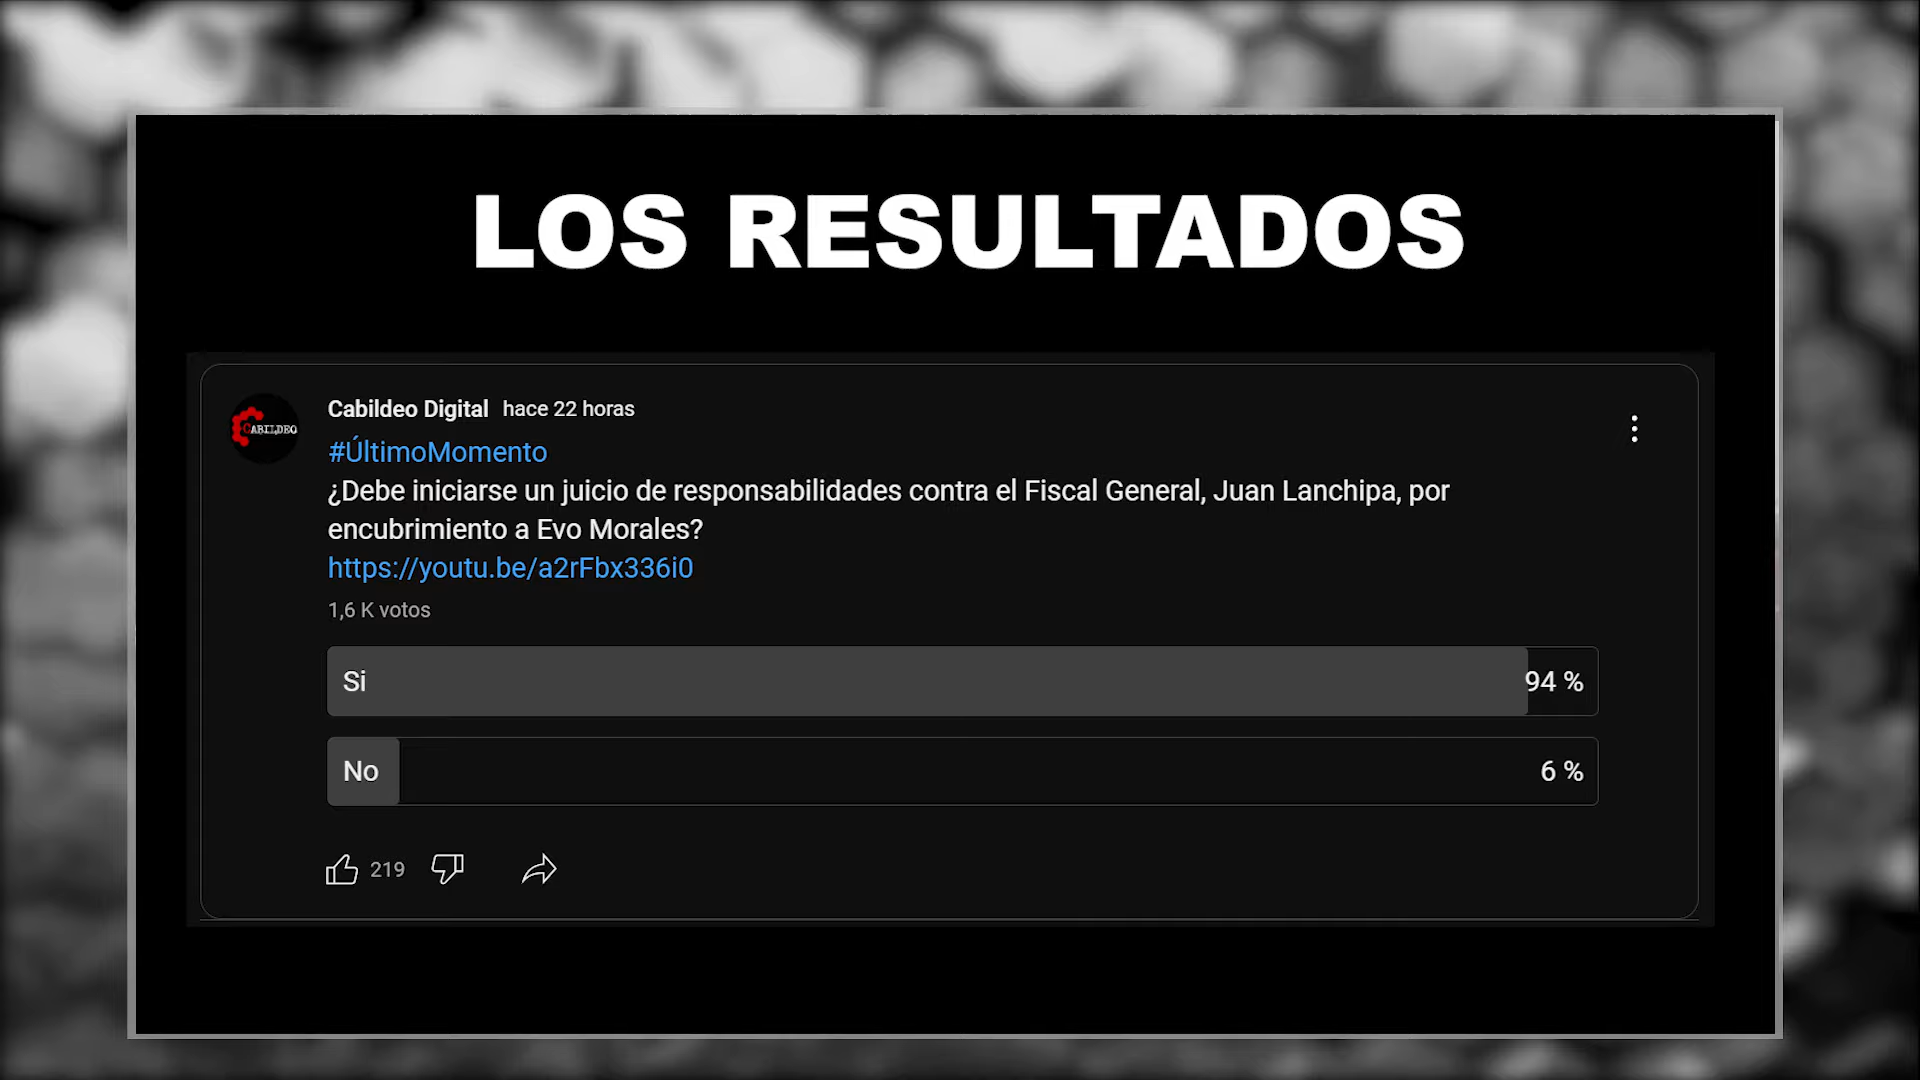 LOS RESULTADOS
CABILDEO
Cabildeo Digital hace 22 horas
#ÚltimoMomento
¿Debe iniciarse un juicio de responsabilidades contra el Fiscal General, Juan Lanchipa, por
encubrimiento a Evo Morales?
https://youtu.be/a2rFbx336i0
1,6 K votos
Si 94 %
No 6 %
219